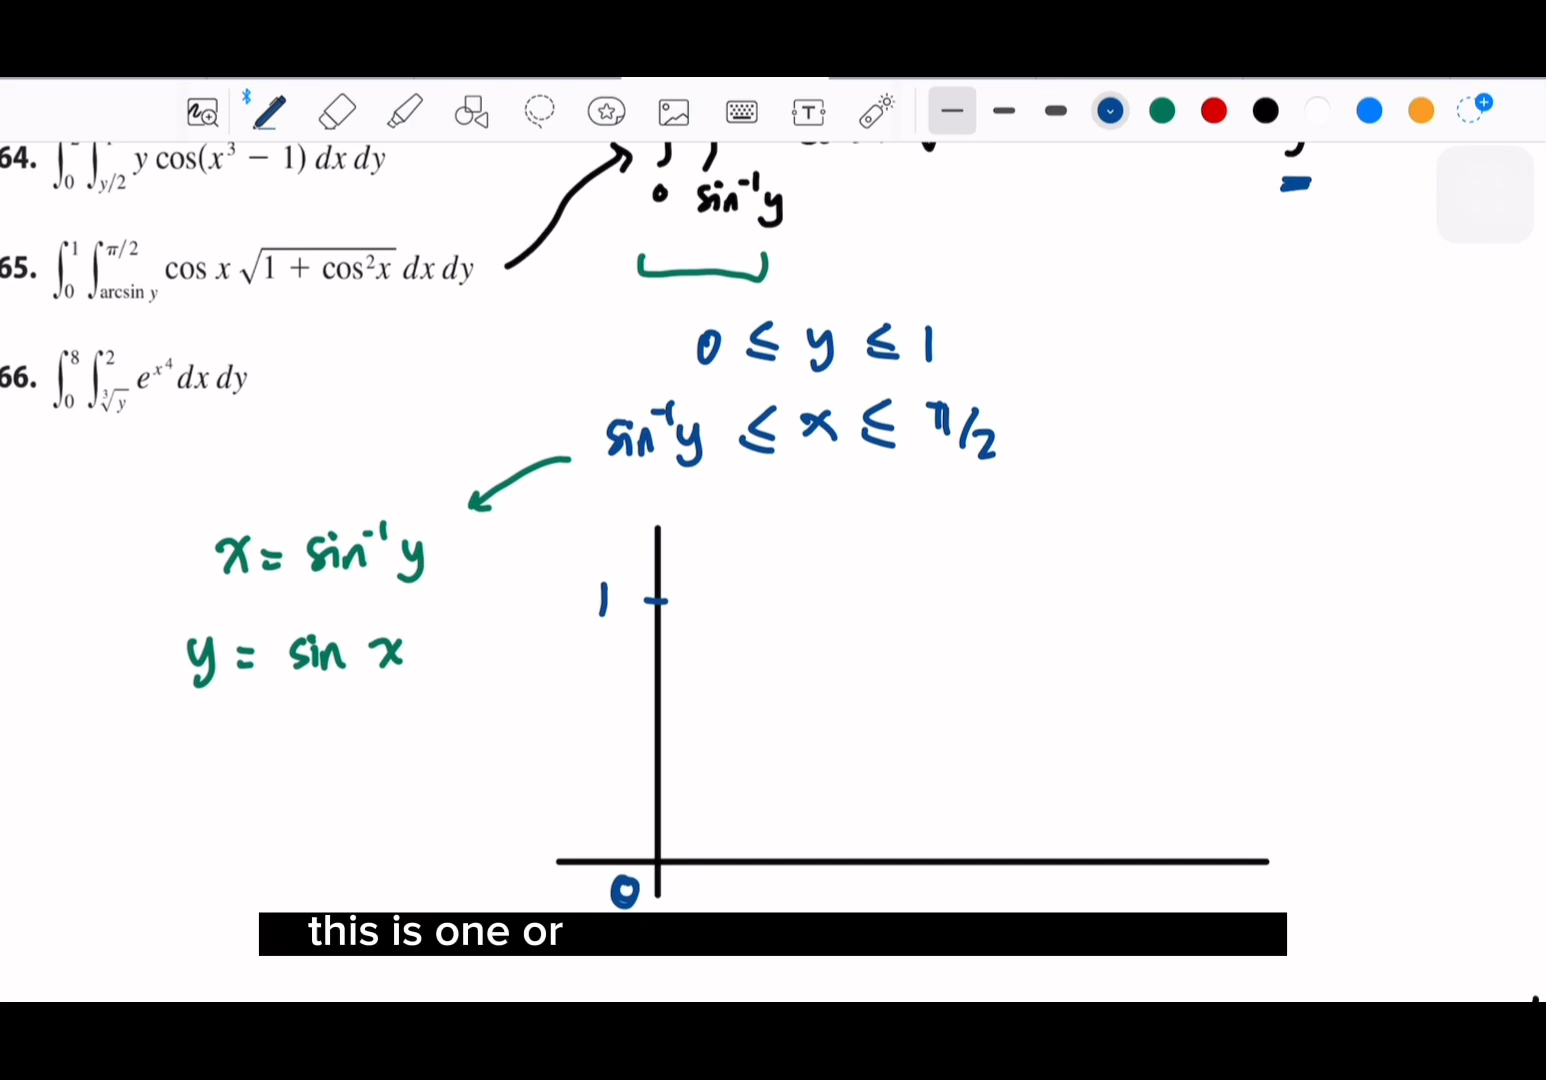 64. ∫₀ ∫_{y/2} y cos(x³ − 1) dx dy
0 sin⁻¹y
65. ∫₀¹ ∫_{arcsin y}^{π/2} cos x √(1 + cos²x) dx dy
0 ≤ y ≤ 1
66. ∫₀⁸ ∫_{∛y}² e^{x⁴} dx dy
sin⁻¹y ≤ x ≤ π/2
x = sin⁻¹ y
1
y = sin x
0
this is one or